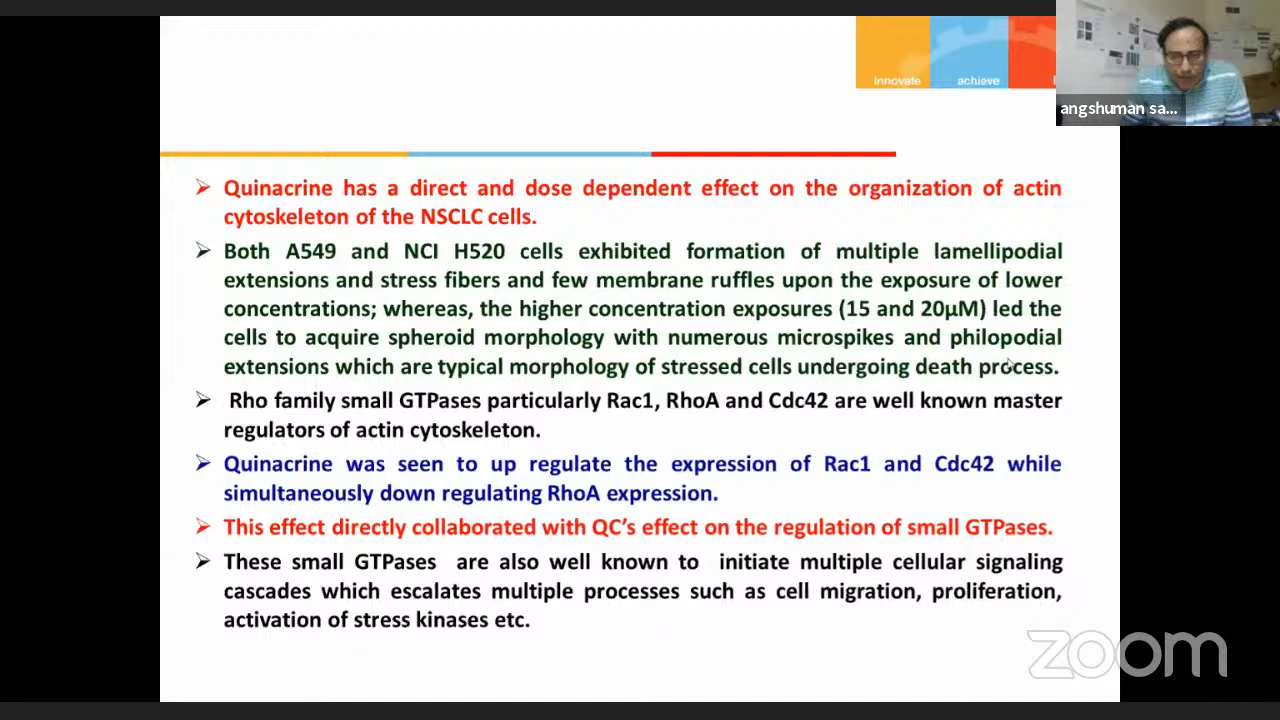 innovate achieve l
angshuman sa...
Quinacrine has a direct and dose dependent effect on the organization of actin
cytoskeleton of the NSCLC cells.
Both A549 and NCI H520 cells exhibited formation of multiple lamellipodial
extensions and stress fibers and few membrane ruffles upon the exposure of lower
concentrations; whereas, the higher concentration exposures (15 and 20µM) led the
cells to acquire spheroid morphology with numerous microspikes and philopodial
extensions which are typical morphology of stressed cells undergoing death process.
Rho family small GTPases particularly Rac1, RhoA and Cdc42 are well known master
regulators of actin cytoskeleton.
Quinacrine was seen to up regulate the expression of Rac1 and Cdc42 while
simultaneously down regulating RhoA expression.
This effect directly collaborated with QC's effect on the regulation of small GTPases.
These small GTPases are also well known to initiate multiple cellular signaling
cascades which escalates multiple processes such as cell migration, proliferation,
activation of stress kinases etc.
zoom